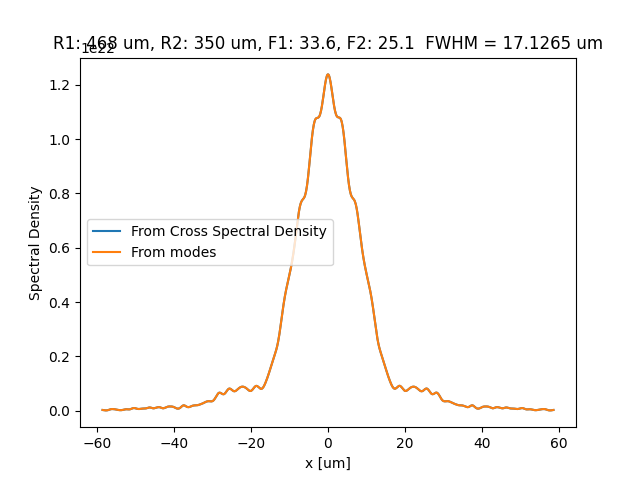 R1: 468 um, R2: 350 um, F1: 33.6, F2: 25.1  FWHM = 17.1265 um
1e22
1.2
1.0
0.8
0.6
0.4
0.2
0.0
Spectral Density
From Cross Spectral Density
From modes
−60 −40 −20 0 20 40 60
x [um]